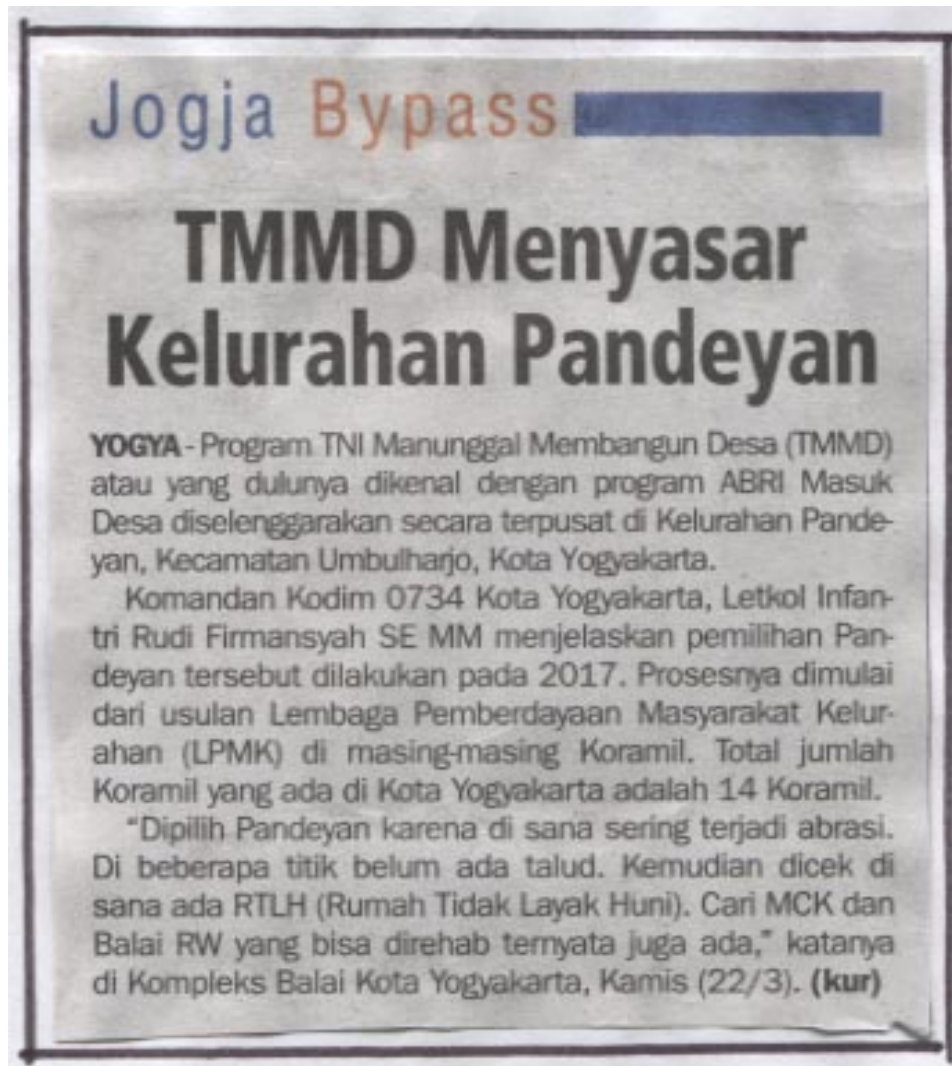 Jogja Bypass
TMMD Menyasar
Kelurahan Pandeyan
YOGYA - Program TNI Manunggal Membangun Desa (TMMD)
atau yang dulunya dikenal dengan program ABRI Masuk
Desa diselenggarakan secara terpusat di Kelurahan Pande-
yan, Kecamatan Umbulharjo, Kota Yogyakarta.
Komandan Kodim 0734 Kota Yogyakarta, Letkol Infan-
tri Rudi Firmansyah SE MM menjelaskan pemilihan Pan-
deyan tersebut dilakukan pada 2017. Prosesnya dimulai
dari usulan Lembaga Pemberdayaan Masyarakat Kelur-
ahan (LPMK) di masing-masing Koramil. Total jumlah
Koramil yang ada di Kota Yogyakarta adalah 14 Koramil.
"Dipilih Pandeyan karena di sana sering terjadi abrasi.
Di beberapa titik belum ada talud. Kemudian dicek di
sana ada RTLH (Rumah Tidak Layak Huni). Cari MCK dan
Balai RW yang bisa direhab ternyata juga ada," katanya
di Kompleks Balai Kota Yogyakarta, Kamis (22/3). (kur)